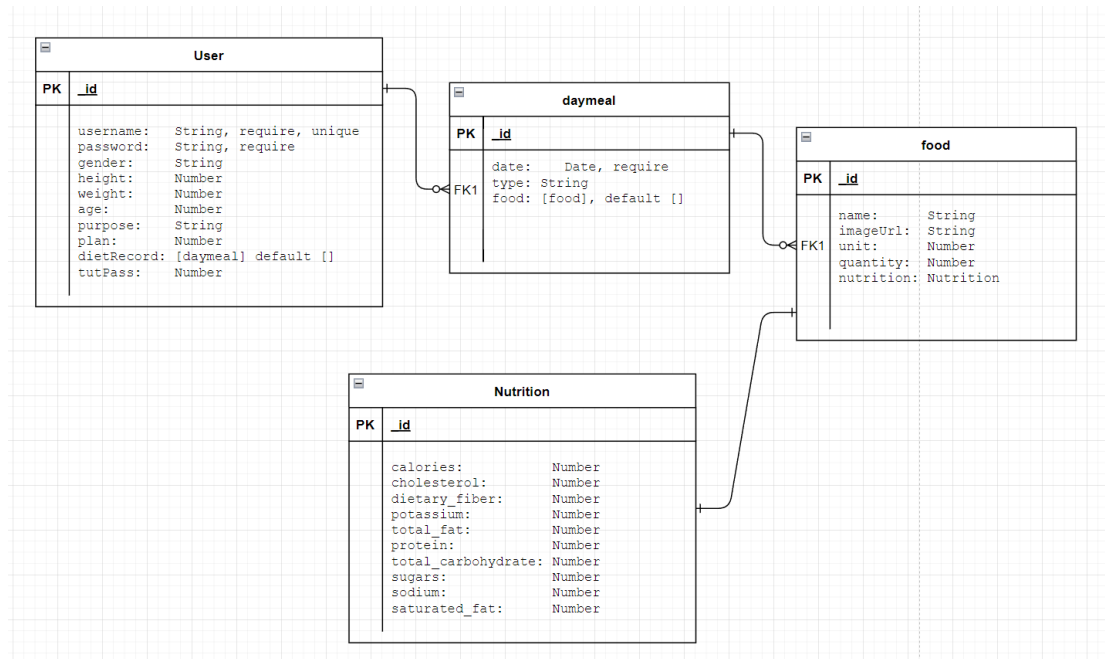 User
PK _id
username: String, require, unique
password: String, require
gender: String
height: Number
weight: Number
age: Number
purpose: String
plan: Number
dietRecord: [daymeal] default []
tutPass: Number
daymeal
PK _id
FK1
date: Date, require
type: String
food: [food], default []
food
PK _id
FK1
name: String
imageUrl: String
unit: Number
quantity: Number
nutrition: Nutrition
Nutrition
PK _id
calories: Number
cholesterol: Number
dietary_fiber: Number
potassium: Number
total_fat: Number
protein: Number
total_carbohydrate: Number
sugars: Number
sodium: Number
saturated_fat: Number